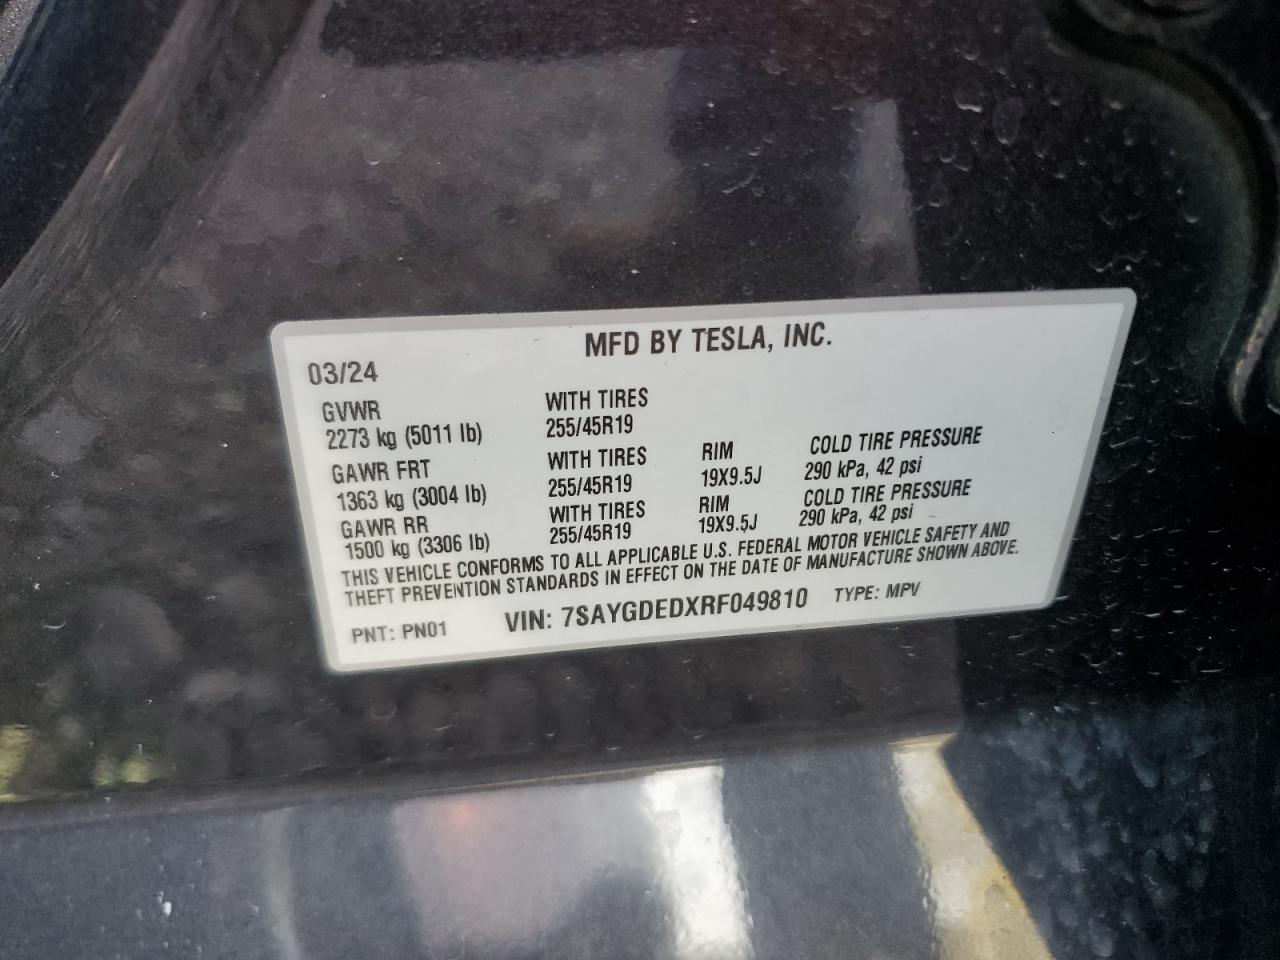 MFD BY TESLA, INC.
03/24
GVWR WITH TIRES
2273 kg (5011 lb) 255/45R19
GAWR FRT WITH TIRES RIM COLD TIRE PRESSURE
1363 kg (3004 lb) 255/45R19 19X9.5J 290 kPa, 42 psi
GAWR RR WITH TIRES RIM COLD TIRE PRESSURE
1500 kg (3306 lb) 255/45R19 19X9.5J 290 kPa, 42 psi
THIS VEHICLE CONFORMS TO ALL APPLICABLE U.S. FEDERAL MOTOR VEHICLE SAFETY AND
THEFT PREVENTION STANDARDS IN EFFECT ON THE DATE OF MANUFACTURE SHOWN ABOVE.
PNT: PN01 VIN: 7SAYGDEDXRF049810 TYPE: MPV